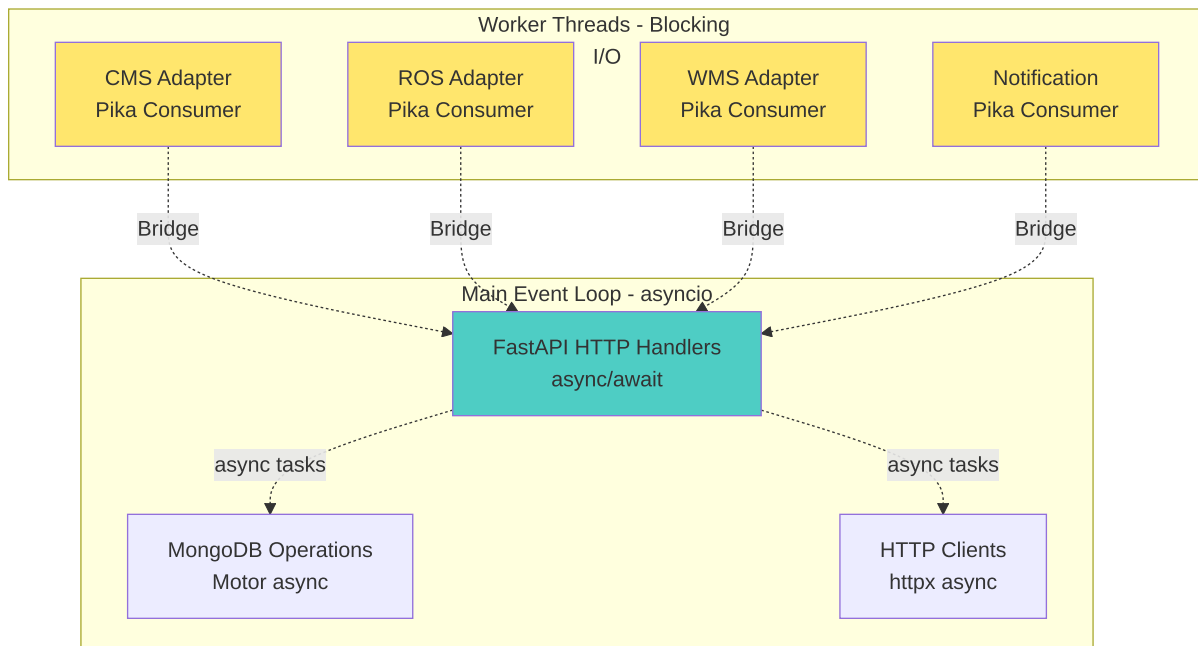 Worker Threads - Blocking
I/O
CMS Adapter
Pika Consumer
ROS Adapter
Pika Consumer
WMS Adapter
Pika Consumer
Notification
Pika Consumer
Bridge
Bridge
Bridge
Bridge
Main Event Loop - asyncio
FastAPI HTTP Handlers
async/await
async tasks
async tasks
MongoDB Operations
Motor async
HTTP Clients
httpx async